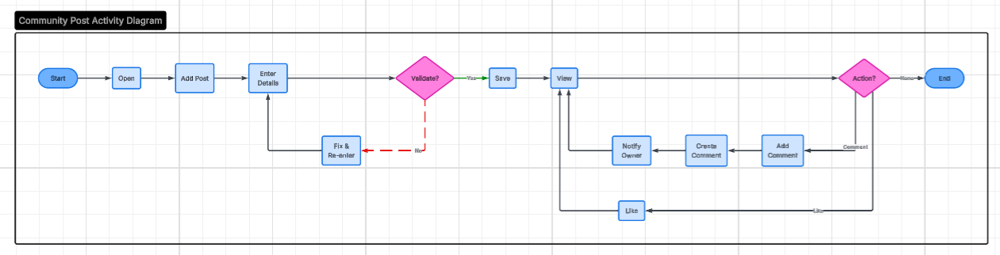 Community Post Activity Diagram
Start
Open
Add Post
Enter
Details
Validate?
Yes
Save
View
Action?
None
End
Fix &
Re-enter
No
Notify
Owner
Create
Comment
Add
Comment
Comment
Like
Like